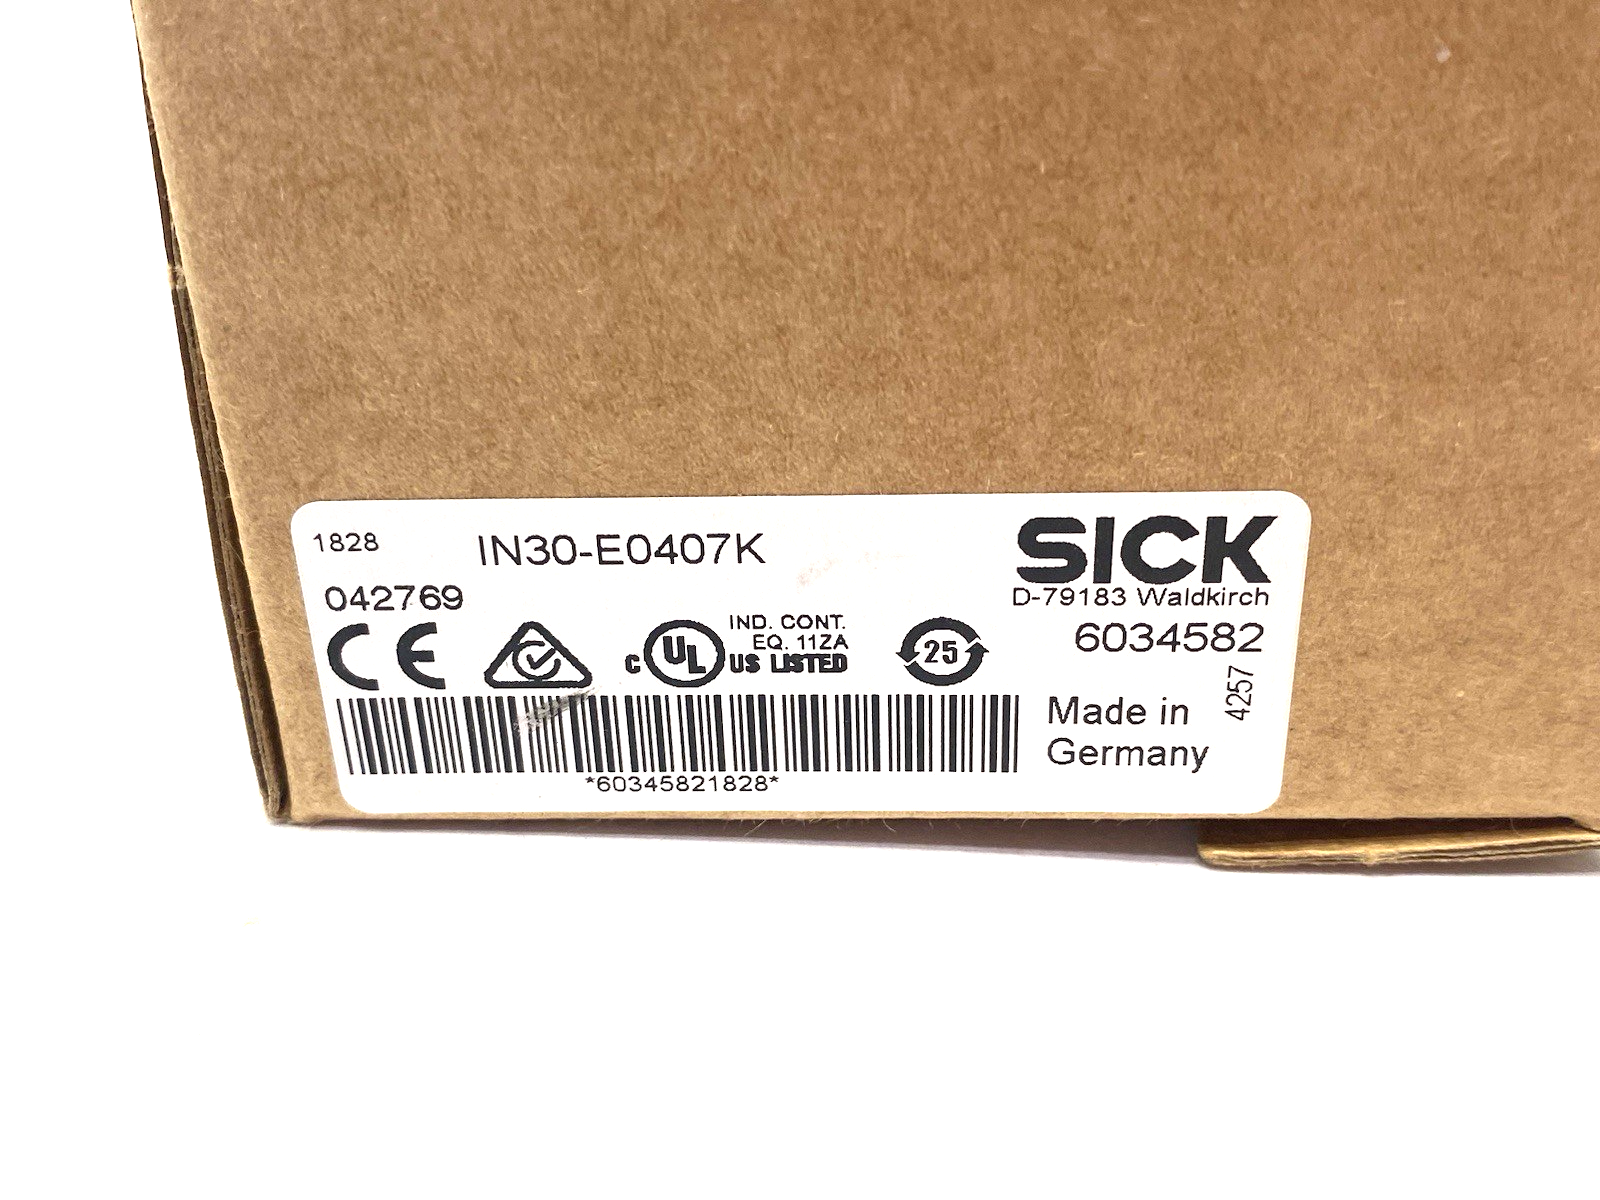 1828
IN30-E0407K
SICK
042769
D-79183 Waldkirch
CE
C UL US LISTED
IND. CONT.
EQ. 11ZA
25
6034582
4257
Made in
Germany
*60345821828*